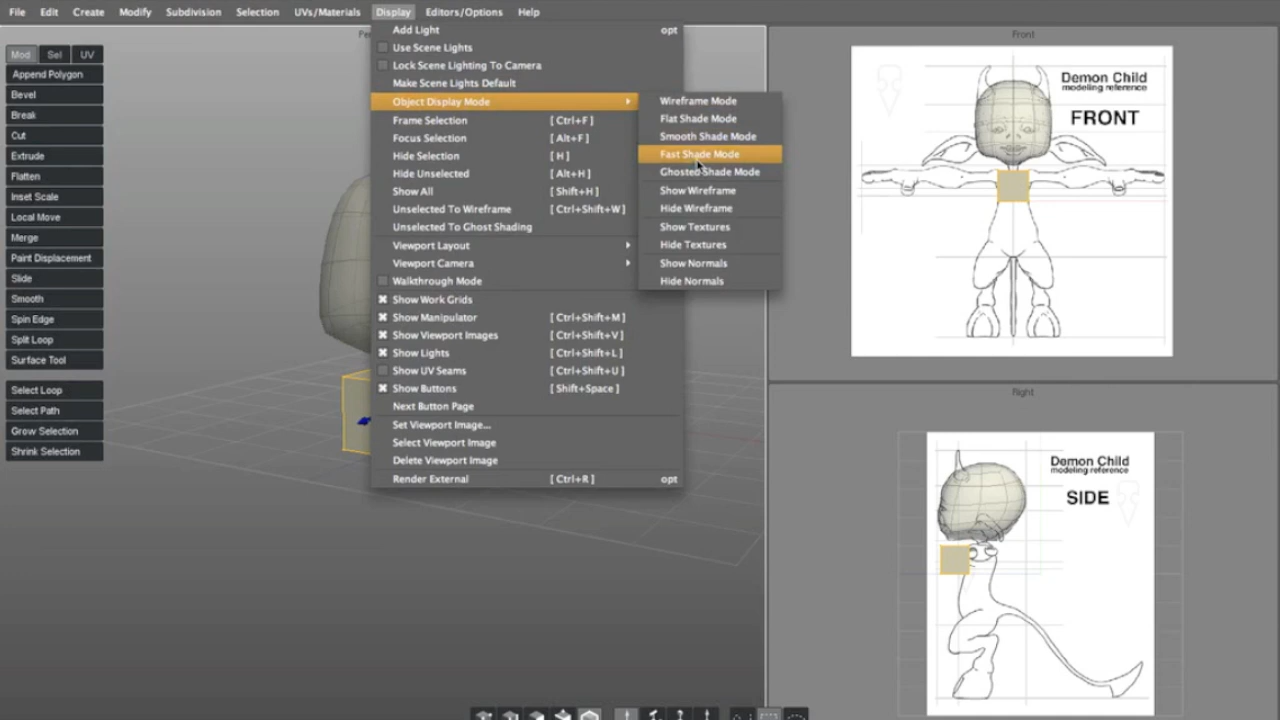 File Edit Create Modify Subdivision Selection UVs/Materials Display Editors/Options Help
Mod Sel UV
Append Polygon
Bevel
Break
Cut
Extrude
Flatten
Inset Scale
Local Move
Merge
Paint Displacement
Slide
Smooth
Spin Edge
Split Loop
Surface Tool
Select Loop
Select Path
Grow Selection
Shrink Selection
Add Light opt
Use Scene Lights
Lock Scene Lighting To Camera
Make Scene Lights Default
Object Display Mode
Frame Selection [ Ctrl+F ]
Focus Selection [ Alt+F ]
Hide Selection [ H ]
Hide Unselected [ Alt+H ]
Show All [ Shift+H ]
Unselected To Wireframe [ Ctrl+Shift+W ]
Unselected To Ghost Shading
Viewport Layout
Viewport Camera
Walkthrough Mode
Show Work Grids
Show Manipulator [ Ctrl+Shift+M ]
Show Viewport Images [ Ctrl+Shift+V ]
Show Lights [ Ctrl+Shift+L ]
Show UV Seams [ Ctrl+Shift+U ]
Show Buttons [ Shift+Space ]
Next Button Page
Set Viewport Image...
Select Viewport Image
Delete Viewport Image
Render External [ Ctrl+R ] opt
Wireframe Mode
Flat Shade Mode
Smooth Shade Mode
Fast Shade Mode
Ghosted Shade Mode
Show Wireframe
Hide Wireframe
Show Textures
Hide Textures
Show Normals
Hide Normals
Front
Demon Child
modeling reference
FRONT
Right
Demon Child
modeling reference
SIDE